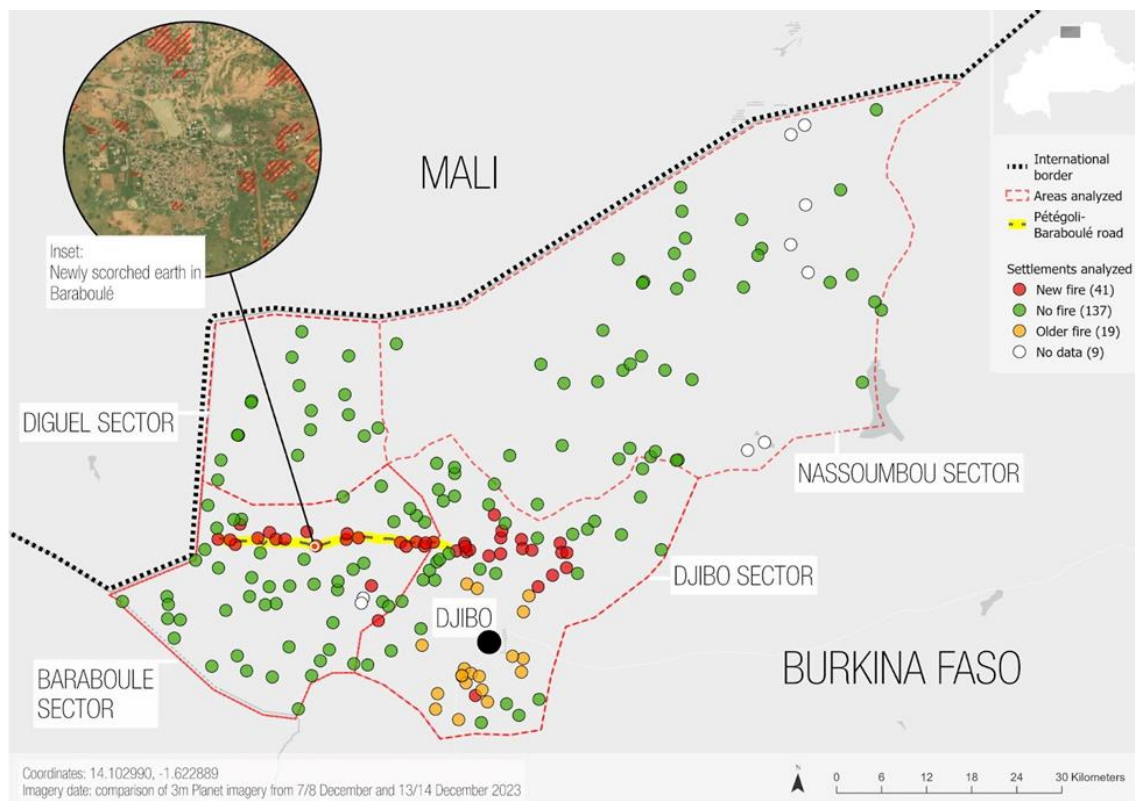 MALI
Inset:
Newly scorched earth in
Baraboulé
International
border
Areas analyzed
Pétégoli-
Baraboulé road
Settlements analyzed
New fire (41)
No fire (137)
Older fire (19)
No data (9)
DIGUEL SECTOR
NASSOUMBOU SECTOR
DJIBO SECTOR
DJIBO
BARABOULE
SECTOR
BURKINA FASO
Coordinates: 14.102990, -1.622889
Imagery date: comparison of 3m Planet imagery from 7/8 December and 13/14 December 2023
N
0 6 12 18 24 30 Kilometers